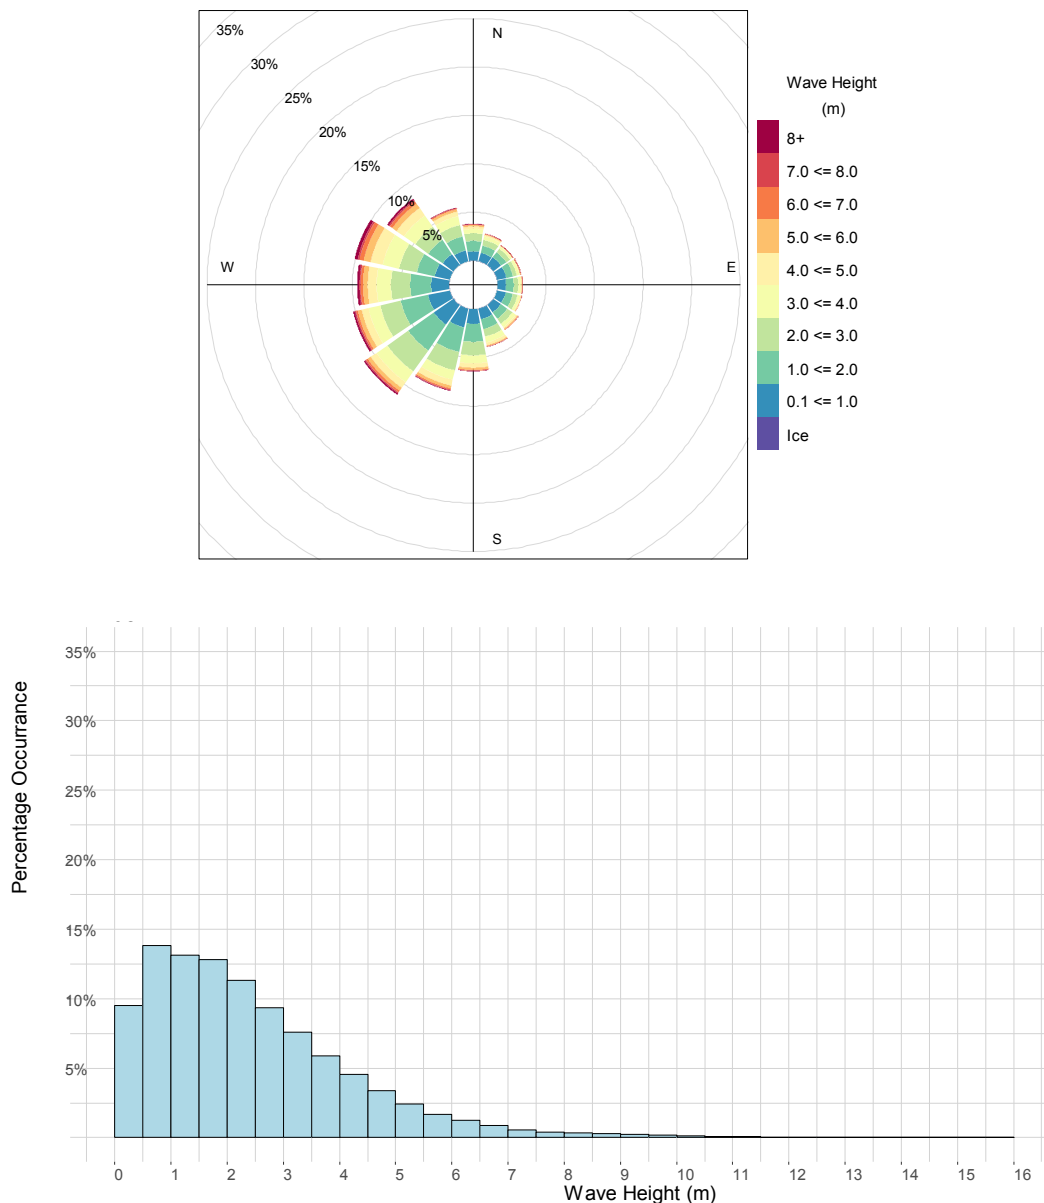 35%
N
30%
25%
20%
15%
10%
5%
W
E
S
Wave Height
(m)
8+
7.0 <= 8.0
6.0 <= 7.0
5.0 <= 6.0
4.0 <= 5.0
3.0 <= 4.0
2.0 <= 3.0
1.0 <= 2.0
0.1 <= 1.0
Ice
Percentage Occurrance
35%
30%
25%
20%
15%
10%
5%
0 1 2 3 4 5 6 7 8 9 10 11 12 13 14 15 16
Wave Height (m)